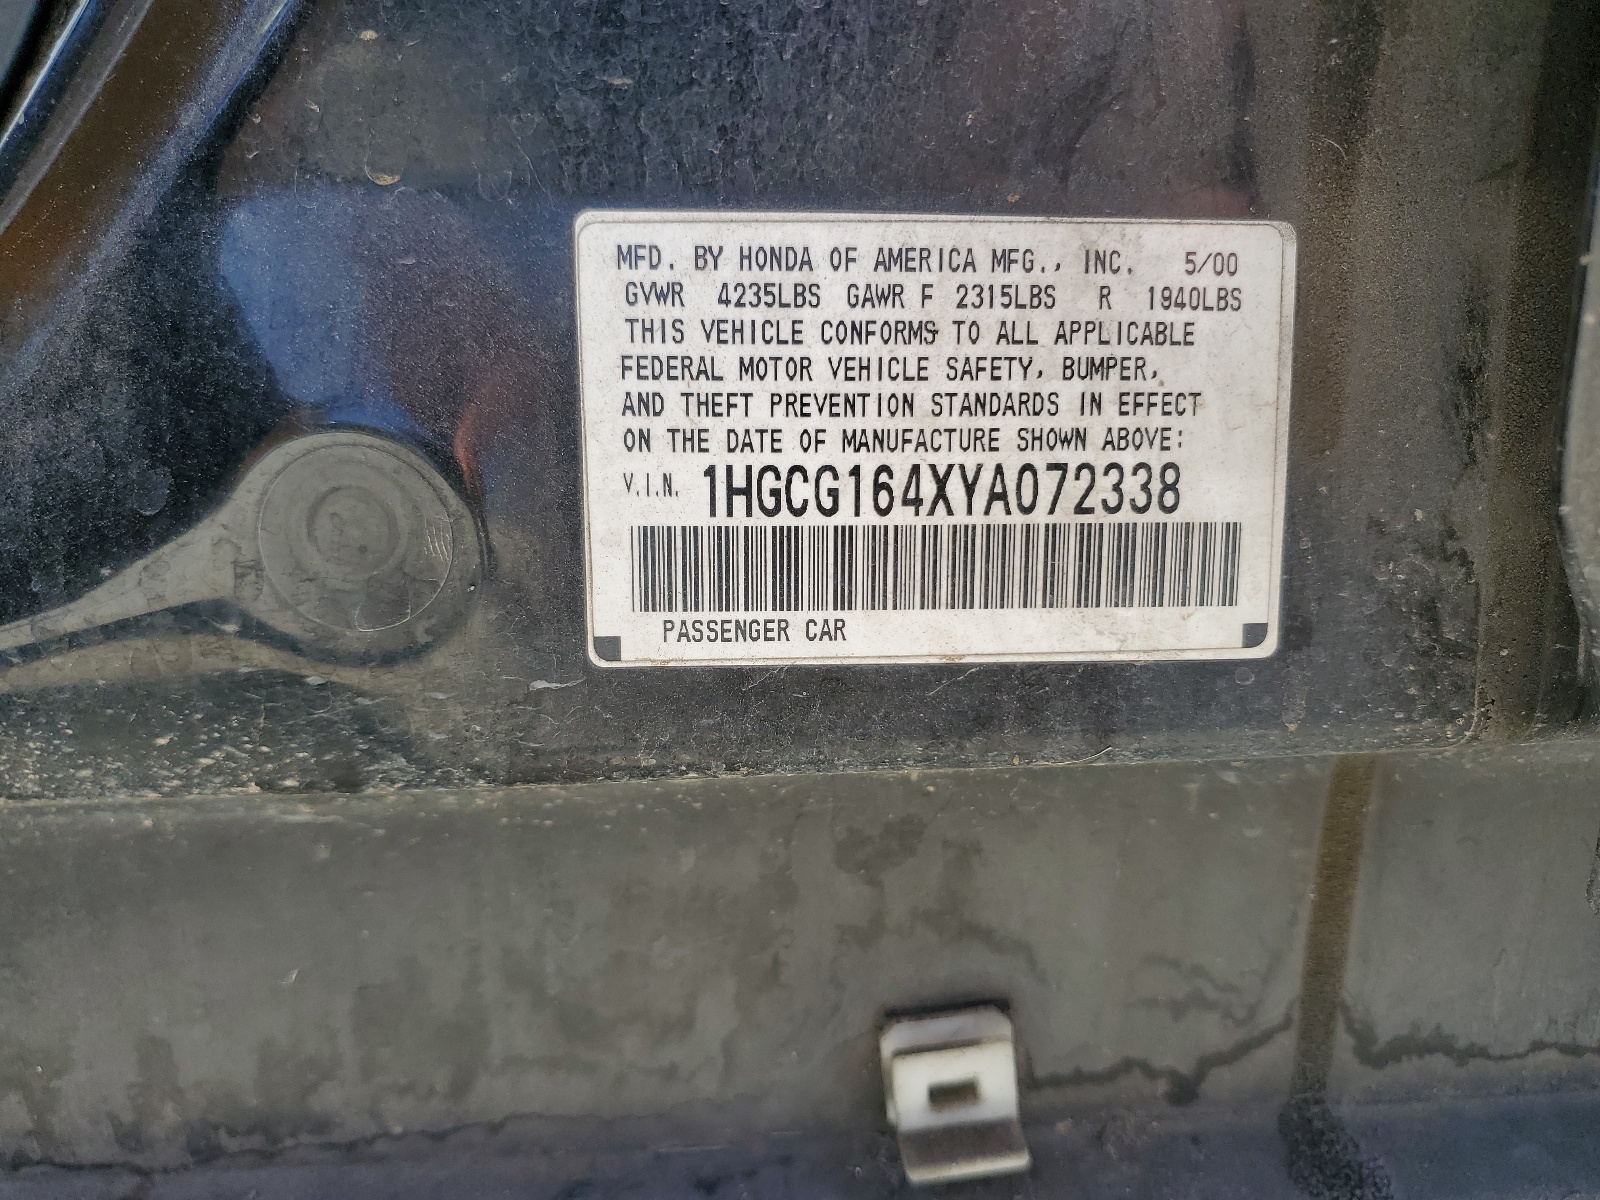 MFD. BY HONDA OF AMERICA MFG., INC. 5/00
GVWR 4235LBS GAWR F 2315LBS R 1940LBS
THIS VEHICLE CONFORMS TO ALL APPLICABLE
FEDERAL MOTOR VEHICLE SAFETY, BUMPER,
AND THEFT PREVENTION STANDARDS IN EFFECT
ON THE DATE OF MANUFACTURE SHOWN ABOVE:
V.I.N. 1HGCG164XYA072338
PASSENGER CAR